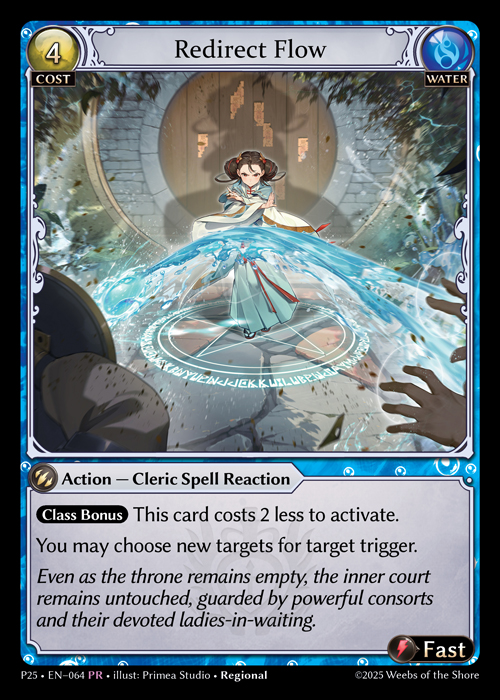 4
Redirect Flow
COST
WATER
Action — Cleric Spell Reaction
Class Bonus This card costs 2 less to activate.
You may choose new targets for target trigger.
Even as the throne remains empty, the inner court
remains untouched, guarded by powerful consorts
and their devoted ladies-in-waiting.
Fast
P25 • EN–064 PR • illust: Primea Studio • Regional
©2025 Weebs of the Shore